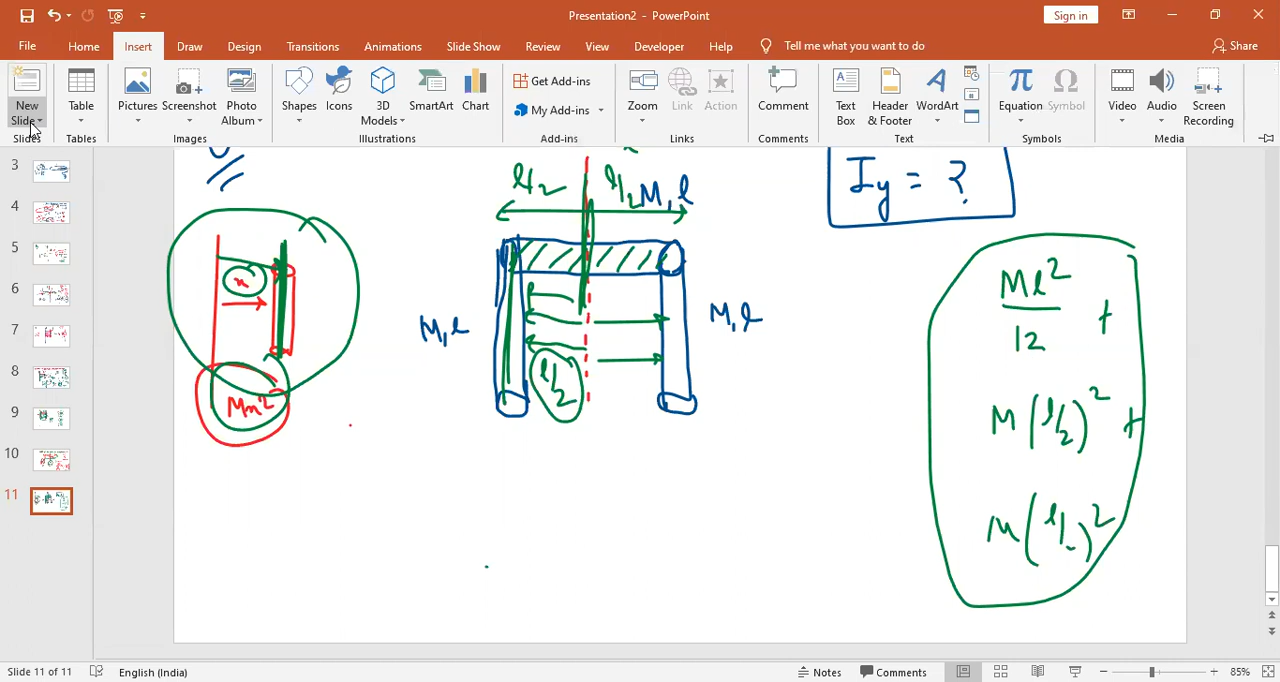 Presentation2 - PowerPoint
Sign in
File Home Insert Draw Design Transitions Animations Slide Show Review View Developer Help Tell me what you want to do Share
New Slide
Table
Pictures
Screenshot
Photo Album
Shapes
Icons
3D Models
SmartArt
Chart
Get Add-ins
My Add-ins
Zoom
Link
Action
Comment
Text Box
Header & Footer
WordArt
Equation
Symbol
Video
Audio
Screen Recording
Slides Tables Images Illustrations Add-ins Links Comments Text Symbols Media
3
4
5
6
7
8
9
10
11
l/2 l/2 M, l
Iy = ?
x
M, l
M, l
l/2
Mx²
Ml²/12 +
M(l/2)² +
M(l/2)²
Slide 11 of 11 English (India) Notes Comments 85%